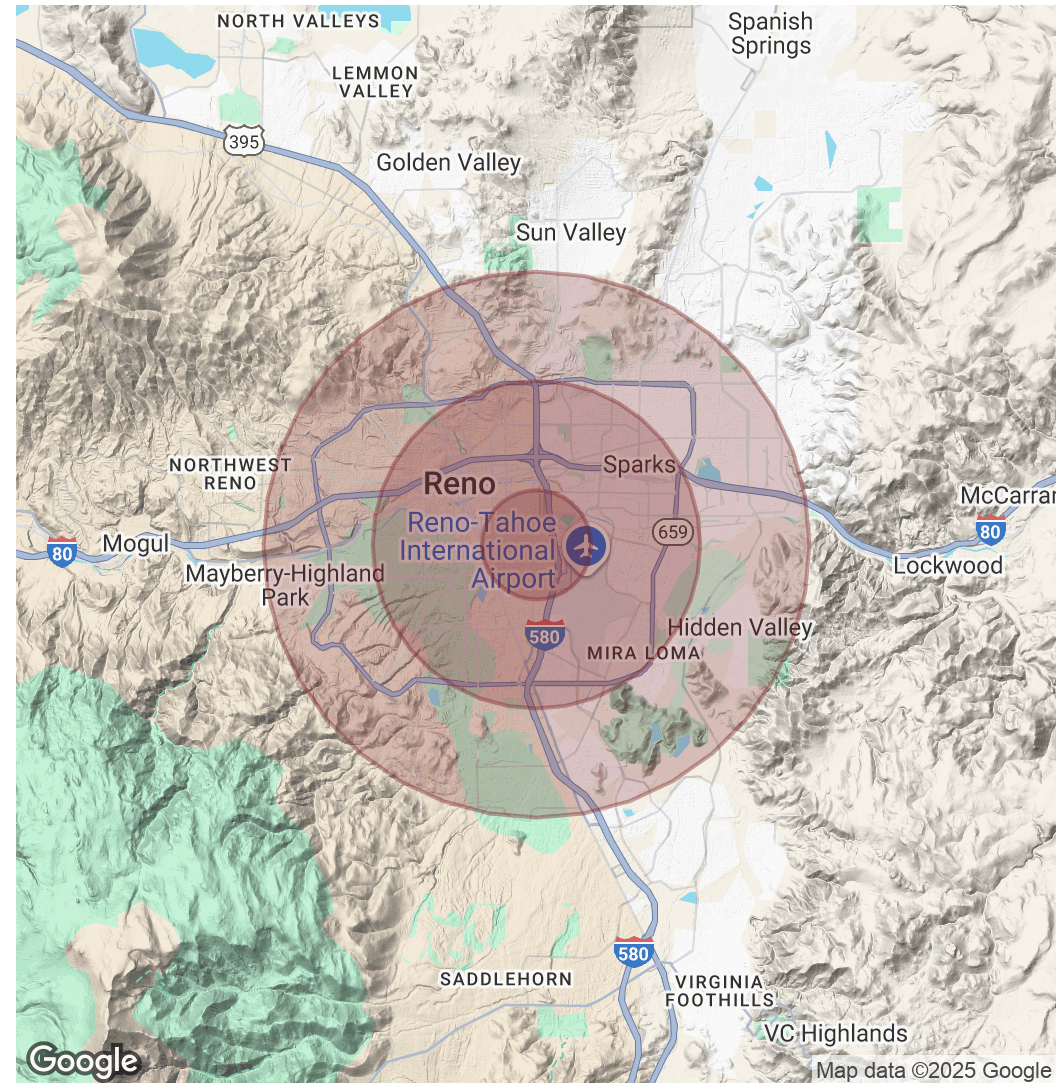 NORTH VALLEYS
Spanish
Springs
LEMMON
VALLEY
395
Golden Valley
Sun Valley
NORTHWEST
RENO
Sparks
Reno
McCarran
Reno-Tahoe
International
Airport
659
80
80
Mogul
Lockwood
Mayberry-Highland
Park
580
Hidden Valley
MIRA LOMA
580
SADDLEHORN
VIRGINIA
FOOTHILLS
VC Highlands
Google
Map data ©2025 Google